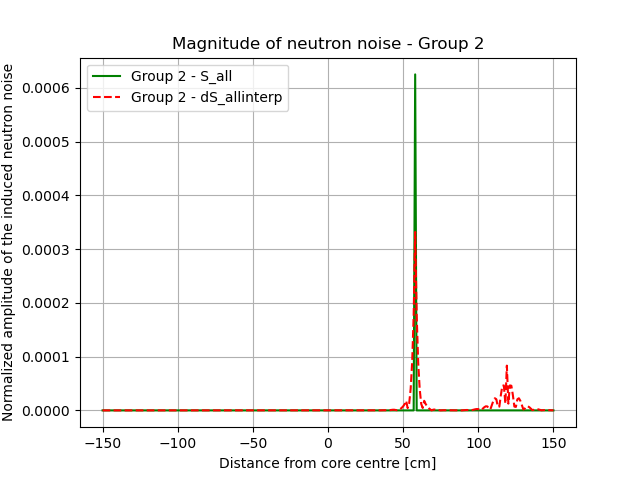 Magnitude of neutron noise - Group 2
Normalized amplitude of the induced neutron noise
0.0006
0.0005
0.0004
0.0003
0.0002
0.0001
0.0000
Group 2 - S_all
Group 2 - dS_allinterp
−150 −100 −50 0 50 100 150
Distance from core centre [cm]